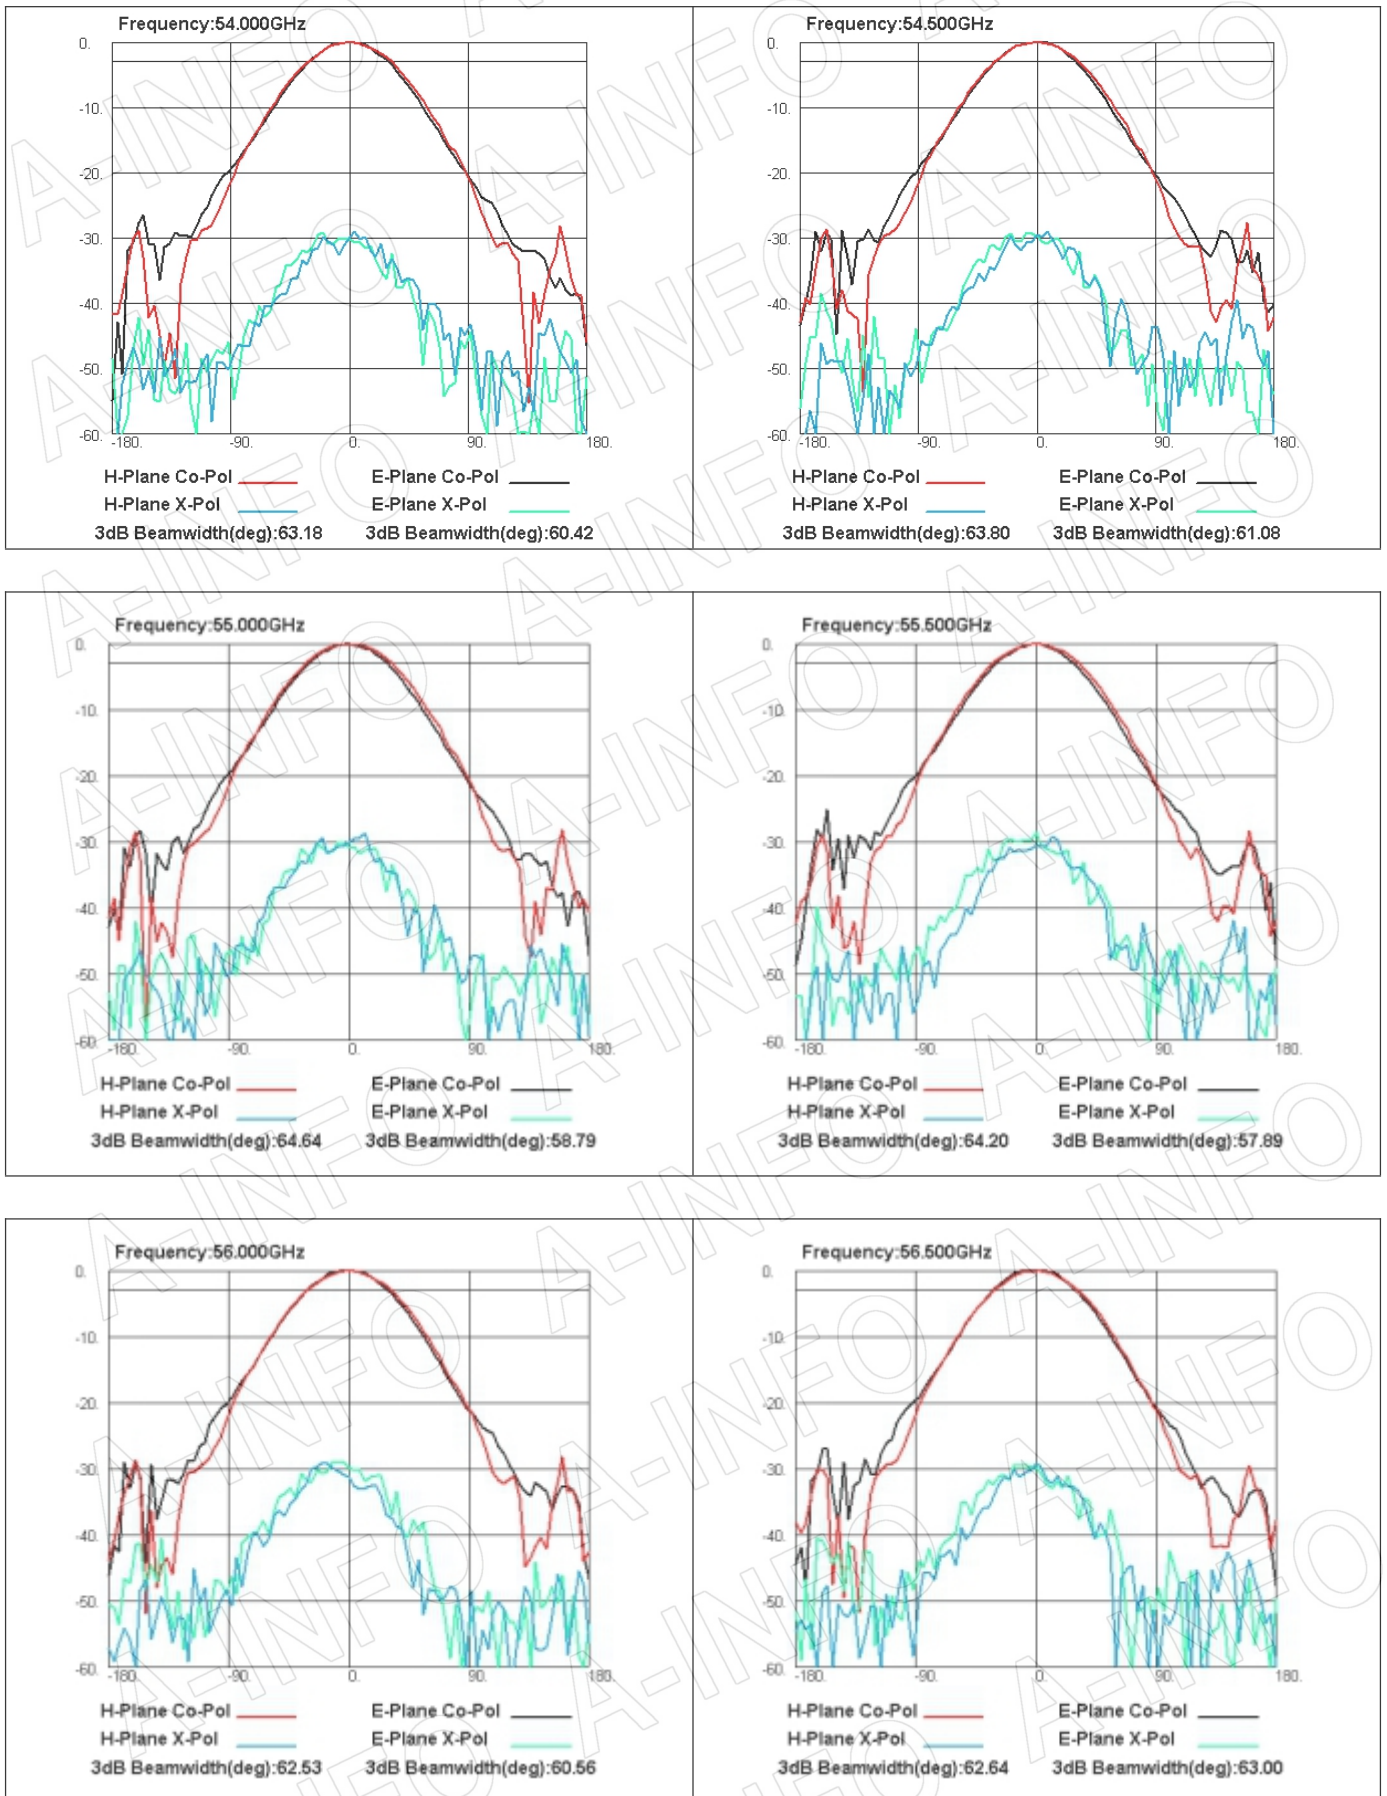 Frequency:54.000GHz
0.
-10.
-20.
-30.
-40.
-50.
-60.
-180. -90. 0. 90. 180.
H-Plane Co-Pol E-Plane Co-Pol
H-Plane X-Pol E-Plane X-Pol
3dB Beamwidth(deg):63.18 3dB Beamwidth(deg):60.42
Frequency:54.500GHz
0.
-10.
-20.
-30.
-40.
-50.
-60.
-180. -90. 0. 90. 180.
H-Plane Co-Pol E-Plane Co-Pol
H-Plane X-Pol E-Plane X-Pol
3dB Beamwidth(deg):63.80 3dB Beamwidth(deg):61.08
Frequency:55.000GHz
0.
-10.
-20.
-30.
-40.
-50.
-60.
-180. -90. 0. 90. 180.
H-Plane Co-Pol E-Plane Co-Pol
H-Plane X-Pol E-Plane X-Pol
3dB Beamwidth(deg):64.64 3dB Beamwidth(deg):58.79
Frequency:55.500GHz
0.
-10.
-20.
-30.
-40.
-50.
-60.
-180. -90. 0. 90. 180.
H-Plane Co-Pol E-Plane Co-Pol
H-Plane X-Pol E-Plane X-Pol
3dB Beamwidth(deg):64.20 3dB Beamwidth(deg):57.89
Frequency:56.000GHz
0.
-10.
-20.
-30.
-40.
-50.
-60.
-180. -90. 0. 90. 180.
H-Plane Co-Pol E-Plane Co-Pol
H-Plane X-Pol E-Plane X-Pol
3dB Beamwidth(deg):62.53 3dB Beamwidth(deg):60.56
Frequency:56.500GHz
0.
-10.
-20.
-30.
-40.
-50.
-60.
-180. -90. 0. 90. 180.
H-Plane Co-Pol E-Plane Co-Pol
H-Plane X-Pol E-Plane X-Pol
3dB Beamwidth(deg):62.64 3dB Beamwidth(deg):63.00
A-INFO